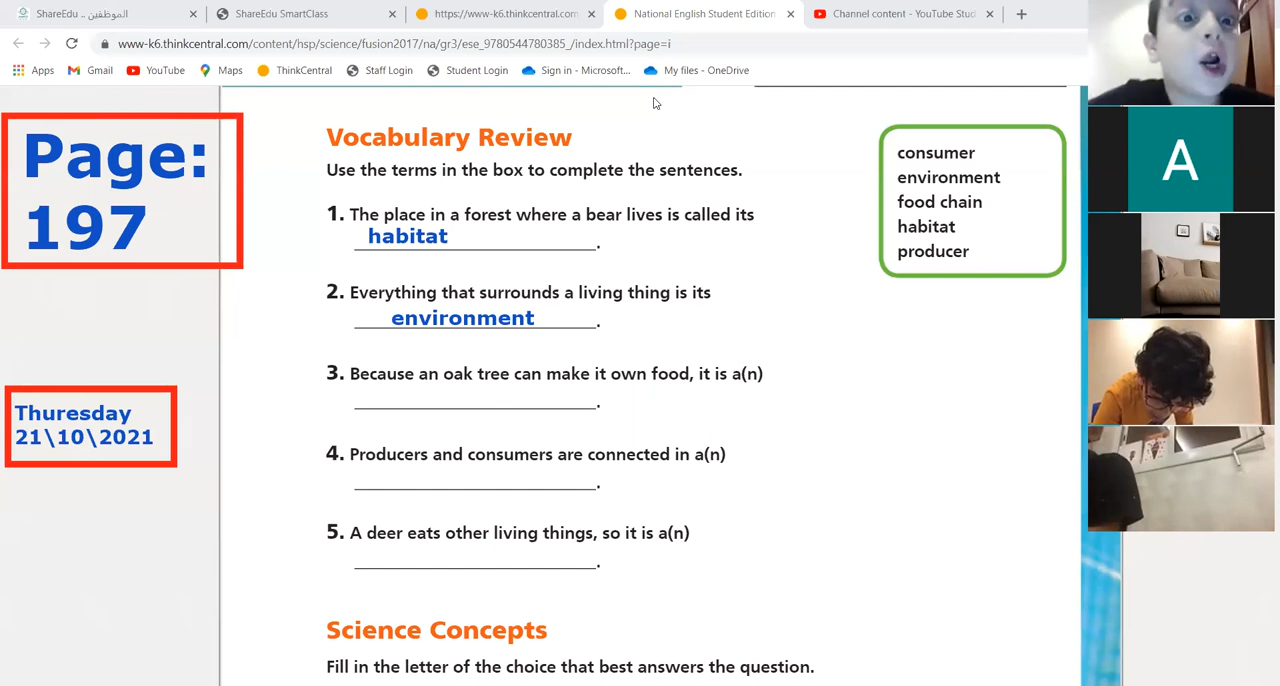 ShareEdu .. الموظفين
ShareEdu SmartClass
https://www-k6.thinkcentral.com
National English Student Edition
Channel content - YouTube Stud
www-k6.thinkcentral.com/content/hsp/science/fusion2017/na/gr3/ese_9780544780385_/index.html?page=i
Apps
Gmail
YouTube
Maps
ThinkCentral
Staff Login
Student Login
Sign in - Microsoft...
My files - OneDrive
Page:
197
Thuresday
21\10\2021
Vocabulary Review
Use the terms in the box to complete the sentences.
1. The place in a forest where a bear lives is called its
habitat.
2. Everything that surrounds a living thing is its
environment.
3. Because an oak tree can make it own food, it is a(n)
.
4. Producers and consumers are connected in a(n)
.
5. A deer eats other living things, so it is a(n)
.
consumer
environment
food chain
habitat
producer
Science Concepts
Fill in the letter of the choice that best answers the question.
A